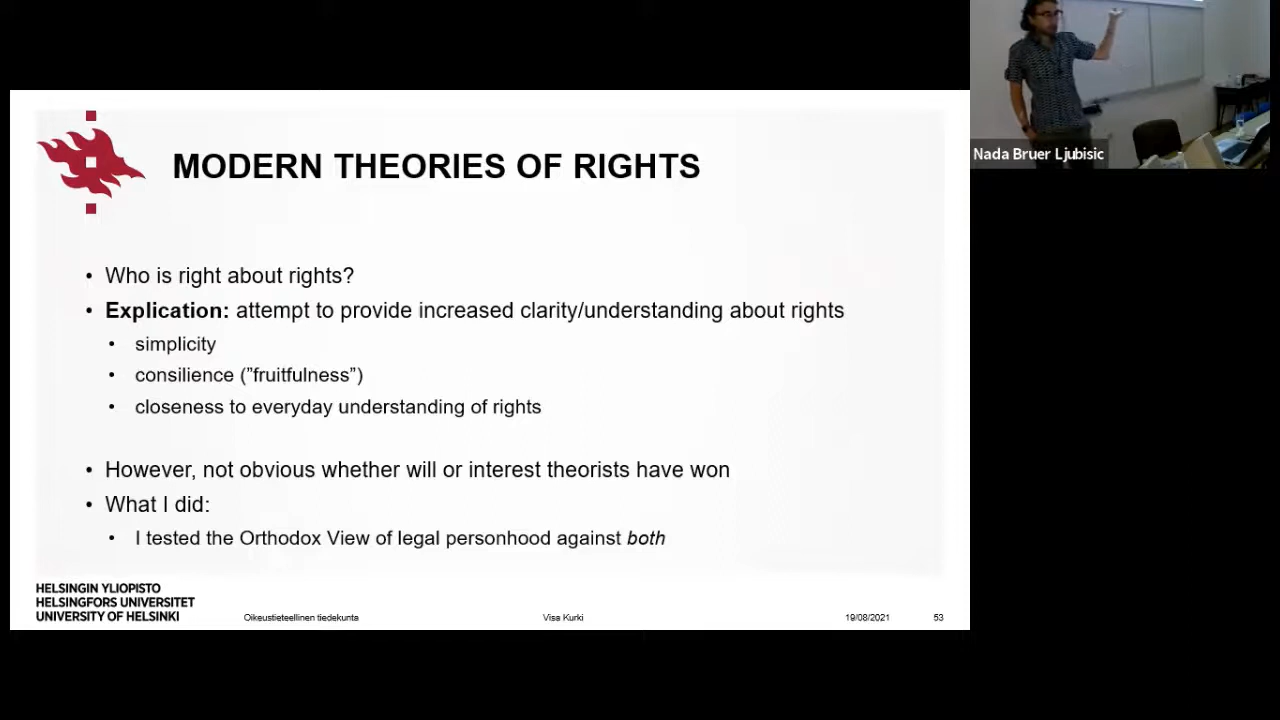 MODERN THEORIES OF RIGHTS
• Who is right about rights?
• Explication: attempt to provide increased clarity/understanding about rights
• simplicity
• consilience (”fruitfulness”)
• closeness to everyday understanding of rights
• However, not obvious whether will or interest theorists have won
• What I did:
• I tested the Orthodox View of legal personhood against both
HELSINGIN YLIOPISTO
HELSINGFORS UNIVERSITET
UNIVERSITY OF HELSINKI
Oikeustieteellinen tiedekunta
Visa Kurki
19/08/2021
53
Nada Bruer Ljubisic